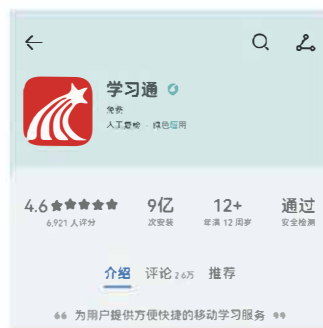 学习通
免费
人工复检 · 绿色应用
4.6 9亿 12+ 通过
6,921 人评分 次安装 年满 12 周岁 安全检测
介绍 评论 2.6万 推荐
为用户提供方便快捷的移动学习服务